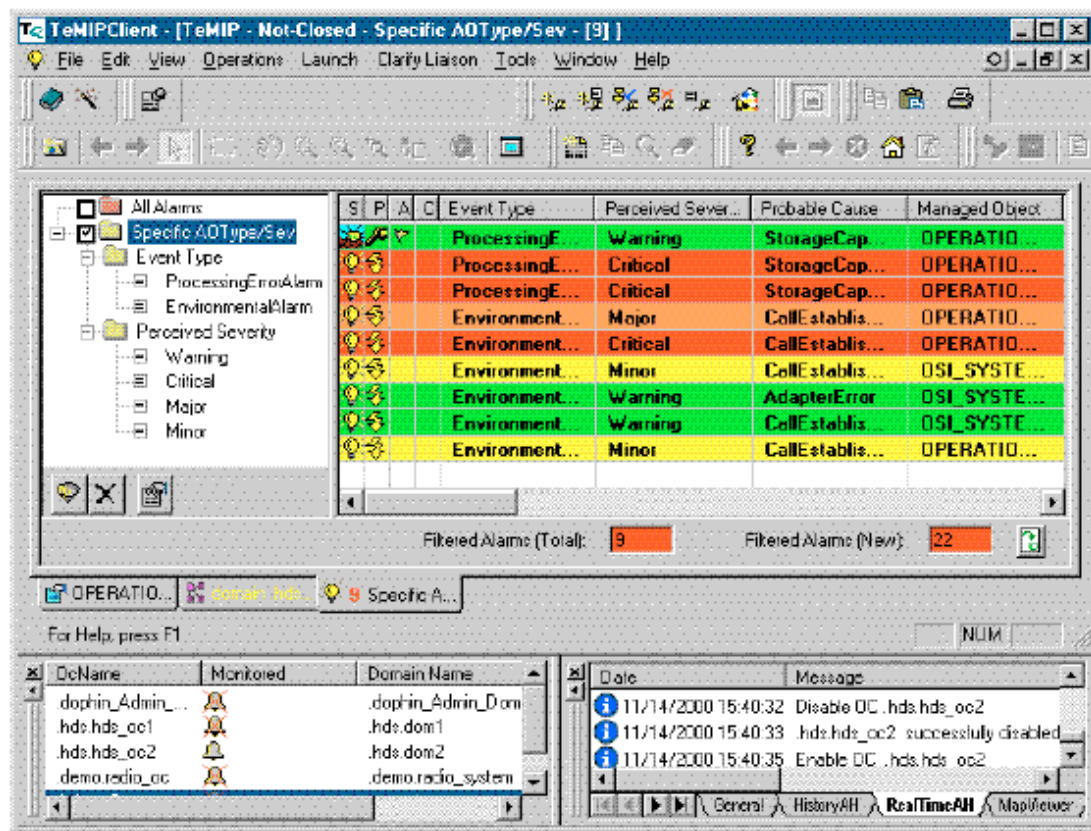 TeMIPClient - [TeMIP - Not-Closed - Specific AOType/Sev - [9] ]
File Edit View Operations Launch Clarify Liaison Tools Window Help
All Alarms
Specific AOType/Sev
Event Type
ProcessingErrorAlarm
EnvironmentalAlarm
Perceived Severity
Warning
Critical
Major
Minor
S P A C Event Type Perceived Sever... Probable Cause Managed Object
ProcessingE... Warning StorageCap... OPERATIO...
ProcessingE... Critical StorageCap... OPERATIO...
ProcessingE... Critical StorageCap... OPERATIO...
Environment... Major CallEstablis... OPERATIO...
Environment... Critical CallEstablis... OPERATIO...
Environment... Minor CallEstablis... OSI_SYSTE...
Environment... Warning AdapterError OSI_SYSTE...
Environment... Warning CallEstablis... OSI_SYSTE...
Environment... Minor CallEstablis... OPERATIO...
Filtered Alarms (Total): 9 Filtered Alarms (New): 22
OPERATIO... domain .hds... 9 Specific A...
For Help, press F1 NUM
OcName Monitored Domain Name
.dophin_Admin_... .dophin_Admin_Dom
.hds.hds_oc1 .hds.dom1
.hds.hds_oc2 .hds.dom2
.demo.radio_oc .demo.radio_system
Date Message
11/14/2000 15:40:32 Disable OC .hds.hds_oc2
11/14/2000 15:40:33 .hds.hds_oc2 successfuly disabled
11/14/2000 15:40:35 Enable OC .hds.hds_oc2
General HistoryAH RealTimeAH MapViewer